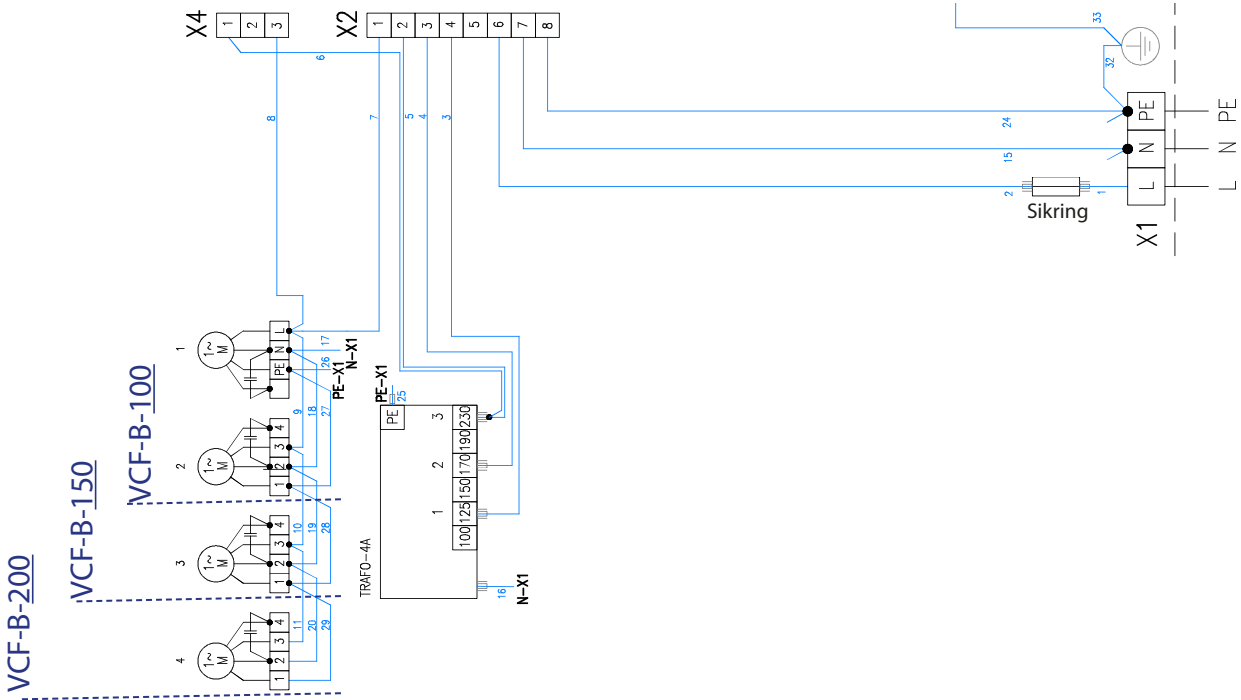 X4
1 2 3
X2
1 2 3 4 5 6 7 8
33
32
6
8
7
5
4
3
24
15
2
1
Sikring
L N PE
X1
L N PE
1
1~
M
L
N
PE
17
26
N-X1
PE-X1
9
18
27
VCF-B-100
2
1~
M
1 2 3 4
VCF-B-150
10
19
28
3
1~
M
1 2 3 4
VCF-B-200
11
20
29
4
1~
M
1 2 3 4
PE-X1
25
PE
TRAFO-4A
1 2 3
100 125 150 170 190 230
16
N-X1